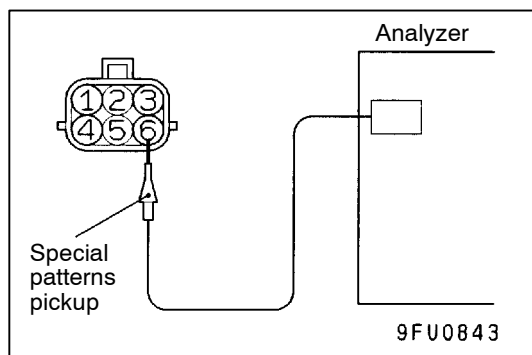 Analyzer
1 2 3
4 5 6
Special
patterns
pickup
9FU0843